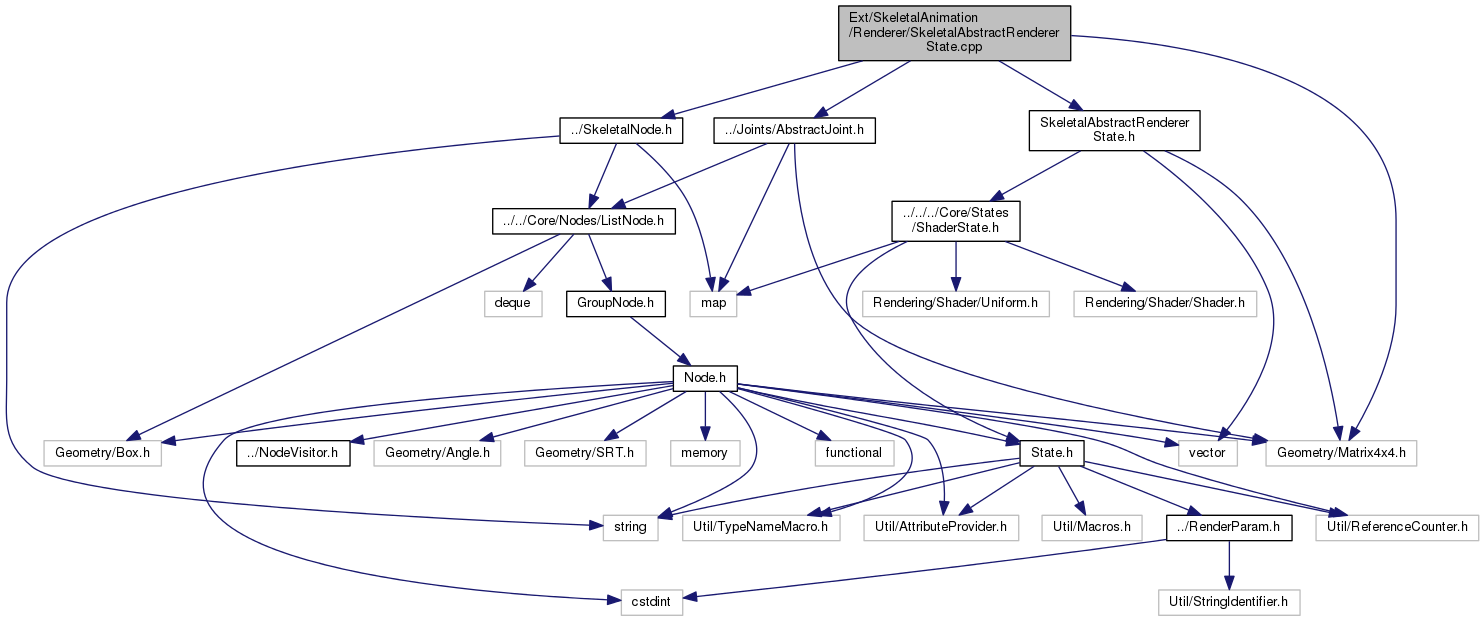 Ext/SkeletalAnimation
/Renderer/SkeletalAbstractRenderer
State.cpp
../SkeletalNode.h
../Joints/AbstractJoint.h
SkeletalAbstractRenderer
State.h
../../Core/Nodes/ListNode.h
../../../Core/States
/ShaderState.h
deque
GroupNode.h
map
Rendering/Shader/Uniform.h
Rendering/Shader/Shader.h
Node.h
Geometry/Box.h
../NodeVisitor.h
Geometry/Angle.h
Geometry/SRT.h
memory
functional
State.h
vector
Geometry/Matrix4x4.h
string
Util/TypeNameMacro.h
Util/AttributeProvider.h
Util/Macros.h
../RenderParam.h
Util/ReferenceCounter.h
cstdint
Util/StringIdentifier.h